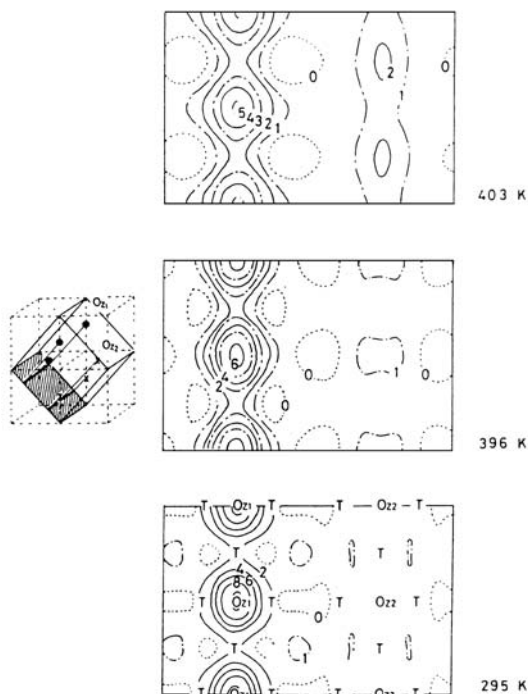 0 2 0
5 4 3 2 1 1
403 K
Oz1
Oz2
6
4
2 0 1 0
0
396 K
T Oz1 T T Oz2 T
T T
4 2
8 6
T Oz1 T T Oz2 T
0
T T
1
Oz1 T T Oz2 T
295 K